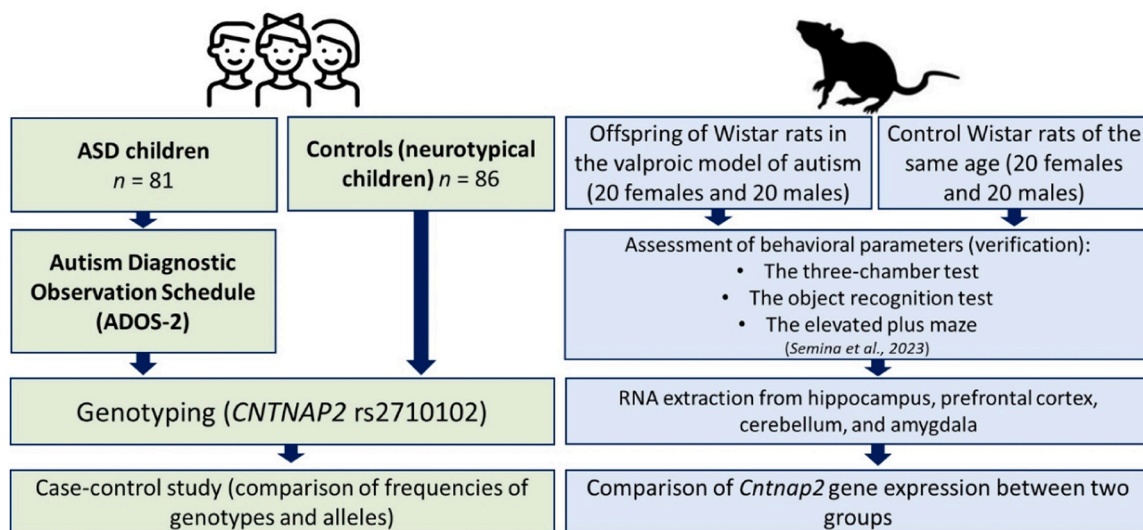 ASD children
n = 81
Controls (neurotypical
children) n = 86
Autism Diagnostic
Observation Schedule
(ADOS-2)
Genotyping (CNTNAP2 rs2710102)
Case-control study (comparison of frequencies of
genotypes and alleles)
Offspring of Wistar rats in
the valproic model of autism
(20 females and 20 males)
Control Wistar rats of the
same age (20 females
and 20 males)
Assessment of behavioral parameters (verification):
• The three-chamber test
• The object recognition test
• The elevated plus maze
(Semina et al., 2023)
RNA extraction from hippocampus, prefrontal cortex,
cerebellum, and amygdala
Comparison of Cntnap2 gene expression between two
groups